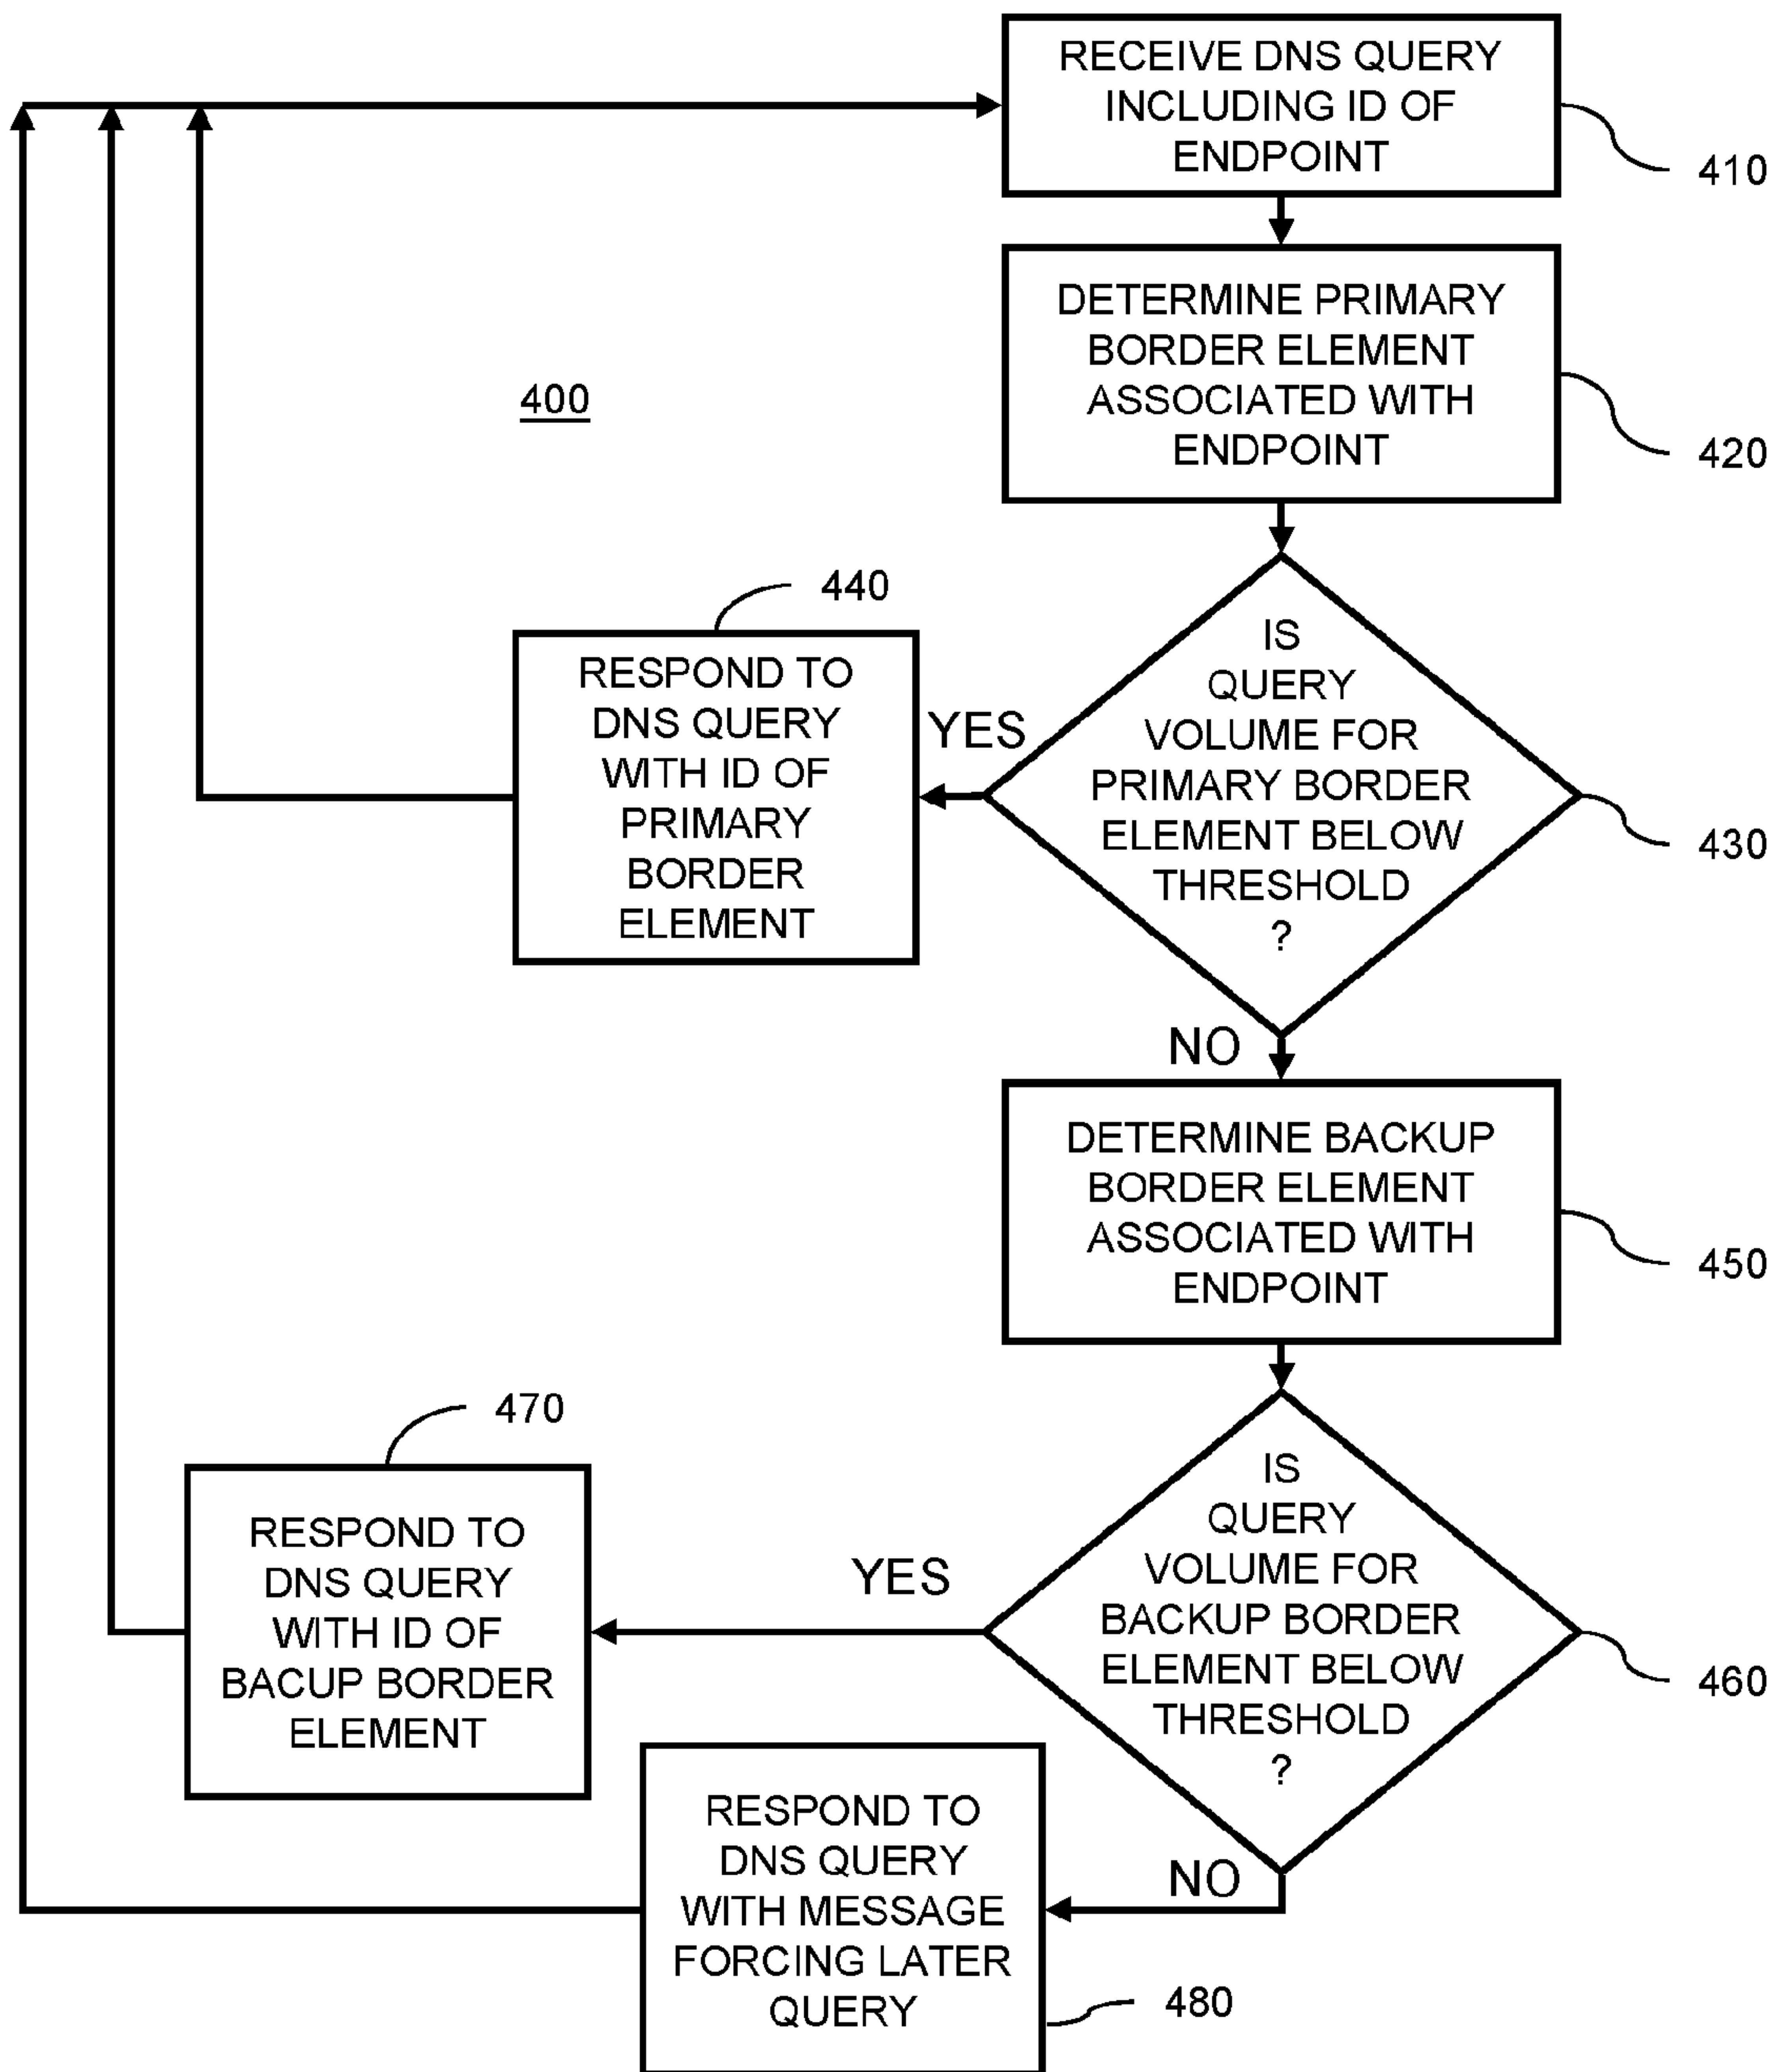 RECEIVE DNS QUERY
INCLUDING ID OF
ENDPOINT
410
DETERMINE PRIMARY
BORDER ELEMENT
ASSOCIATED WITH
ENDPOINT
420
400
440
RESPOND TO
DNS QUERY
WITH ID OF
PRIMARY
BORDER
ELEMENT
YES
IS
QUERY
VOLUME FOR
PRIMARY BORDER
ELEMENT BELOW
THRESHOLD
?
430
NO
DETERMINE BACKUP
BORDER ELEMENT
ASSOCIATED WITH
ENDPOINT
450
470
RESPOND TO
DNS QUERY
WITH ID OF
BACUP BORDER
ELEMENT
YES
IS
QUERY
VOLUME FOR
BACKUP BORDER
ELEMENT BELOW
THRESHOLD
?
460
NO
RESPOND TO
DNS QUERY
WITH MESSAGE
FORCING LATER
QUERY
480